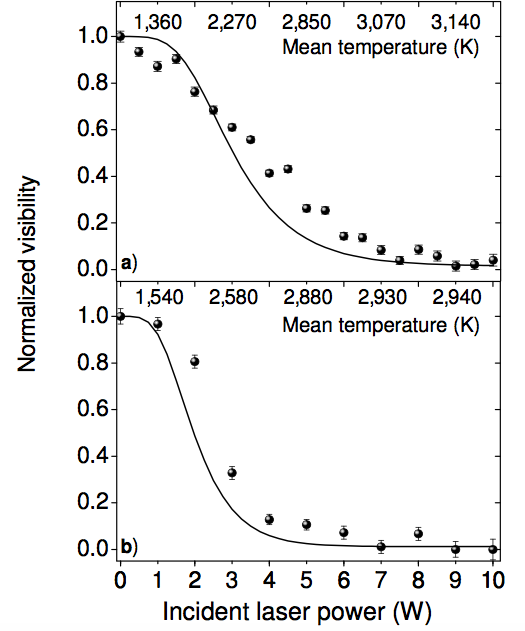 1,360 2,270 2,850 3,070 3,140
Mean temperature (K)
1.0
0.8
0.6
0.4
0.2
0.0
a)
Normalized visibility
1,540 2,580 2,880 2,930 2,940
Mean temperature (K)
1.0
0.8
0.6
0.4
0.2
0.0
b)
0 1 2 3 4 5 6 7 8 9 10
Incident laser power (W)